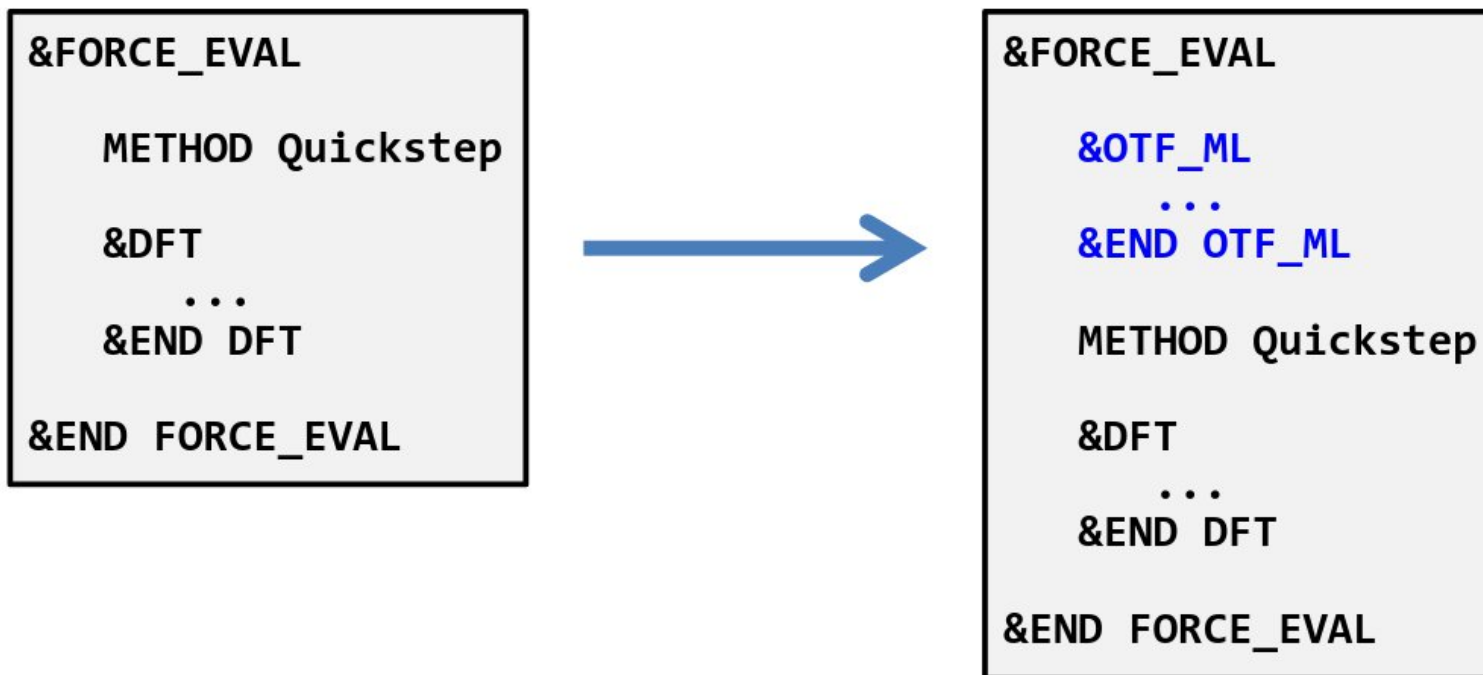 &FORCE_EVAL
METHOD Quickstep
&DFT
...
&END DFT
&END FORCE_EVAL
&FORCE_EVAL
&OTF_ML
...
&END OTF_ML
METHOD Quickstep
&DFT
...
&END DFT
&END FORCE_EVAL